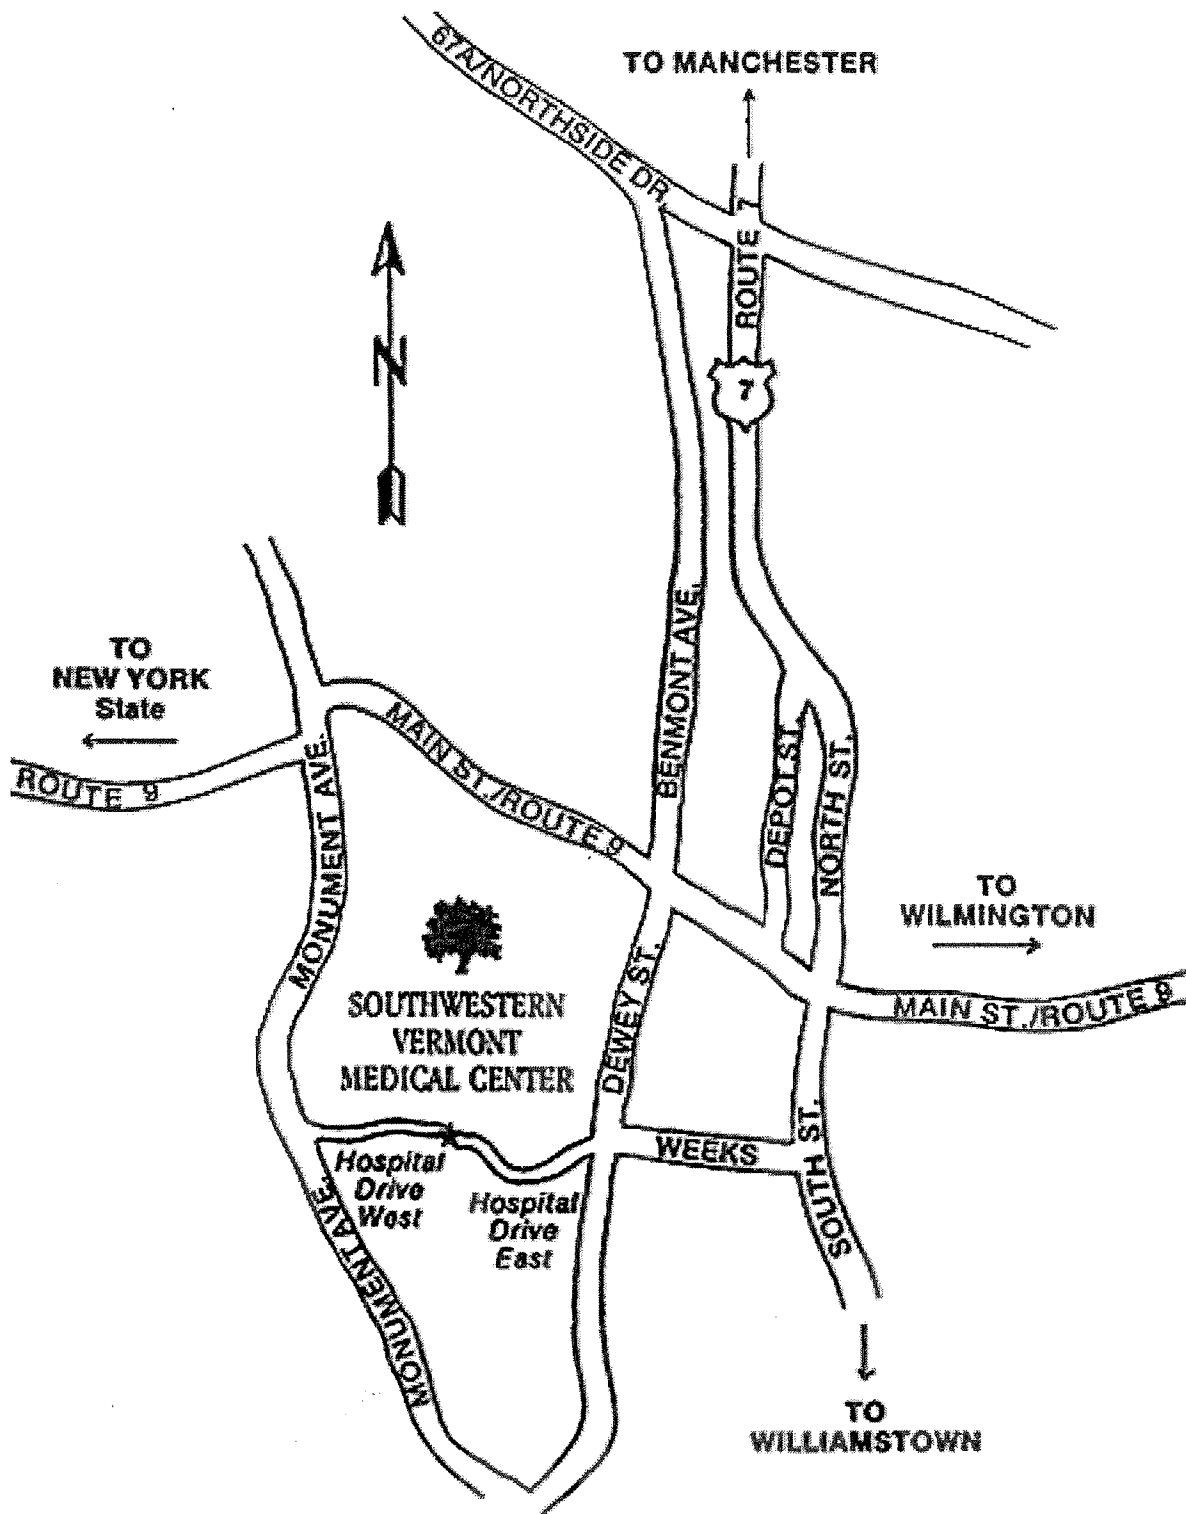 67A/NORTHSIDE DR.
TO MANCHESTER
ROUTE 7
7
N
TO
NEW YORK
State
ROUTE 9
MONUMENT AVE.
MAIN ST./ROUTE 9
BENMONT AVE.
DEPOT ST.
NORTH ST.
TO
WILMINGTON
MAIN ST./ROUTE 9
SOUTHWESTERN
VERMONT
MEDICAL CENTER
DEWEY ST.
WEEKS
SOUTH ST.
Hospital
Drive
West
Hospital
Drive
East
MONUMENT AVE.
MONUMENT AVE.
TO
WILLIAMSTOWN